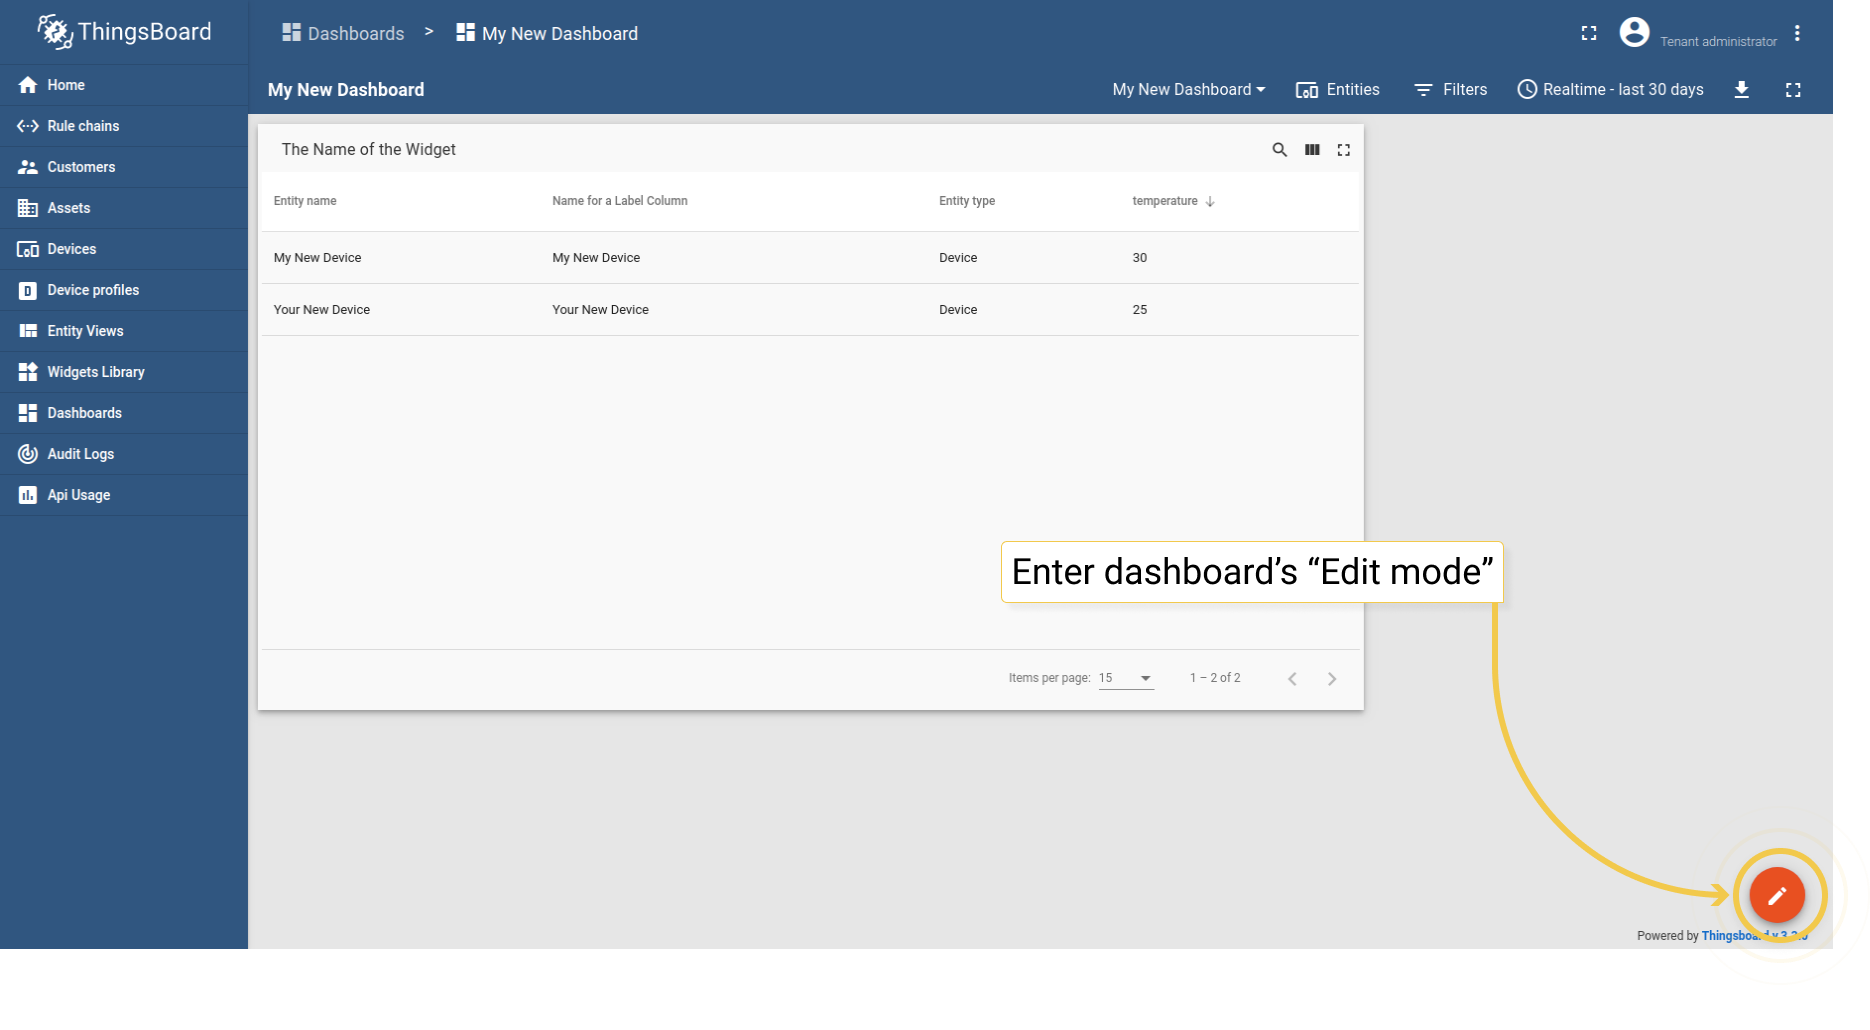 ThingsBoard
Dashboards > My New Dashboard
Tenant administrator
My New Dashboard
My New Dashboard
Entities
Filters
Realtime - last 30 days
Home
Rule chains
Customers
Assets
Devices
Device profiles
Entity Views
Widgets Library
Dashboards
Audit Logs
Api Usage
The Name of the Widget
Entity name Name for a Label Column Entity type temperature
My New Device My New Device Device 30
Your New Device Your New Device Device 25
Enter dashboard’s “Edit mode”
Items per page: 15 1 – 2 of 2
Powered by